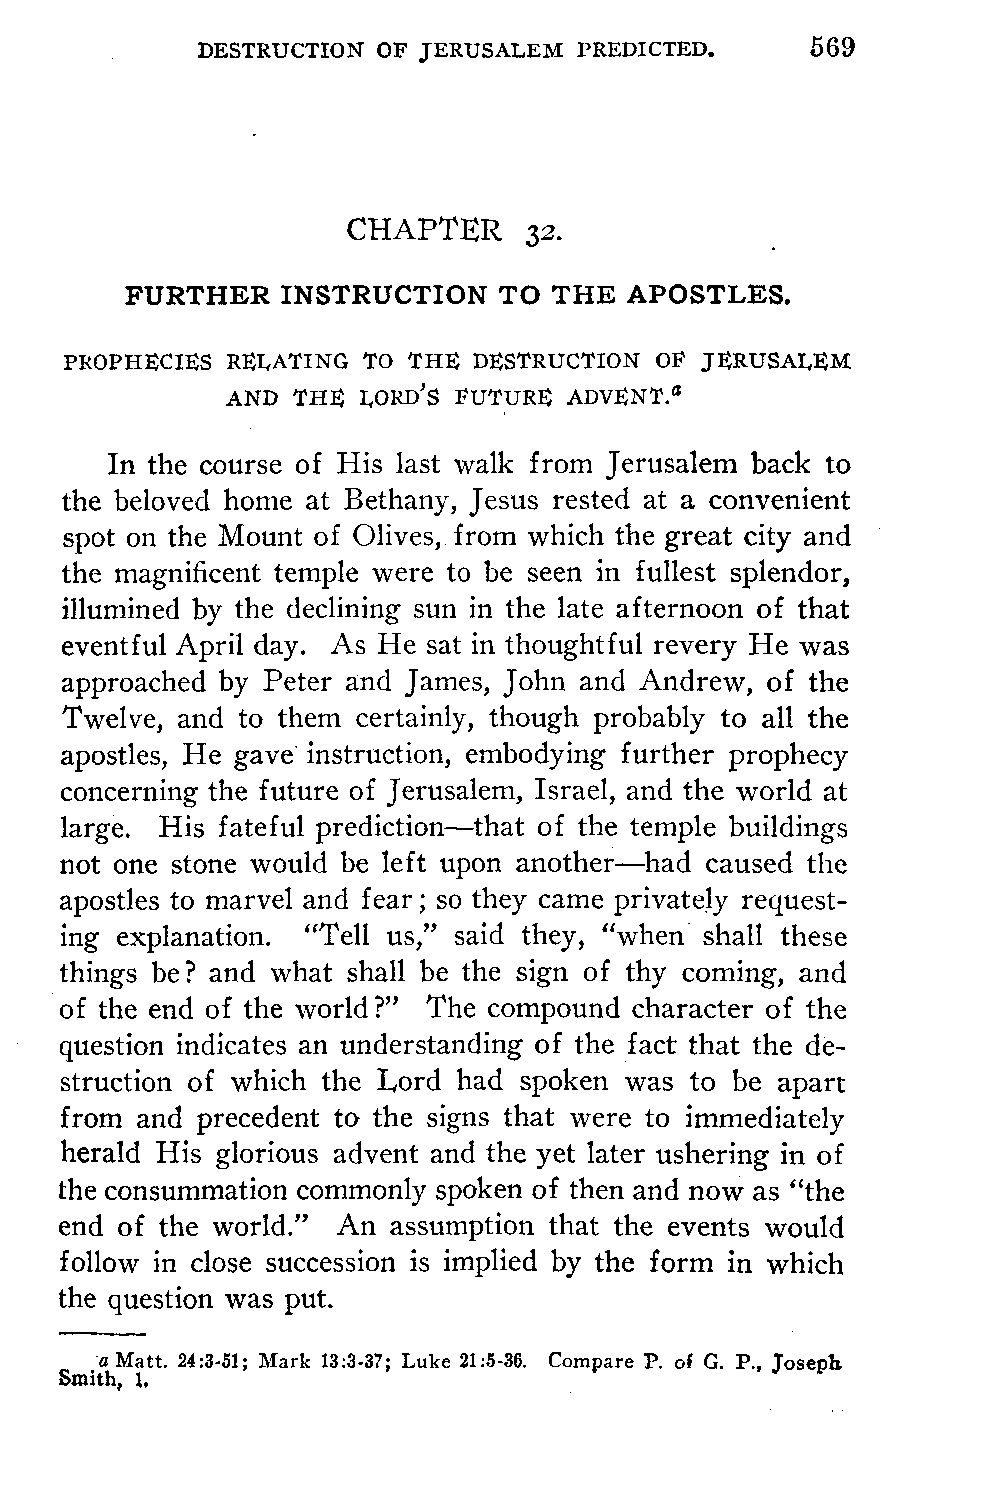 DESTRUCTION OF JERUSALEM PREDICTED. 569
CHAPTER 32.
FURTHER INSTRUCTION TO THE APOSTLES.
PROPHECIES RELATING TO THE DESTRUCTION OF JERUSALEM
AND THE LORD'S FUTURE ADVENT.a
In the course of His last walk from Jerusalem back to
the beloved home at Bethany, Jesus rested at a convenient
spot on the Mount of Olives, from which the great city and
the magnificent temple were to be seen in fullest splendor,
illumined by the declining sun in the late afternoon of that
eventful April day. As He sat in thoughtful revery He was
approached by Peter and James, John and Andrew, of the
Twelve, and to them certainly, though probably to all the
apostles, He gave instruction, embodying further prophecy
concerning the future of Jerusalem, Israel, and the world at
large. His fateful prediction—that of the temple buildings
not one stone would be left upon another—had caused the
apostles to marvel and fear; so they came privately request-
ing explanation. “Tell us,” said they, “when shall these
things be? and what shall be the sign of thy coming, and
of the end of the world?” The compound character of the
question indicates an understanding of the fact that the de-
struction of which the Lord had spoken was to be apart
from and precedent to the signs that were to immediately
herald His glorious advent and the yet later ushering in of
the consummation commonly spoken of then and now as “the
end of the world.” An assumption that the events would
follow in close succession is implied by the form in which
the question was put.
a Matt. 24:3-51; Mark 13:3-37; Luke 21:5-36. Compare P. of G. P., Joseph
Smith, 1.